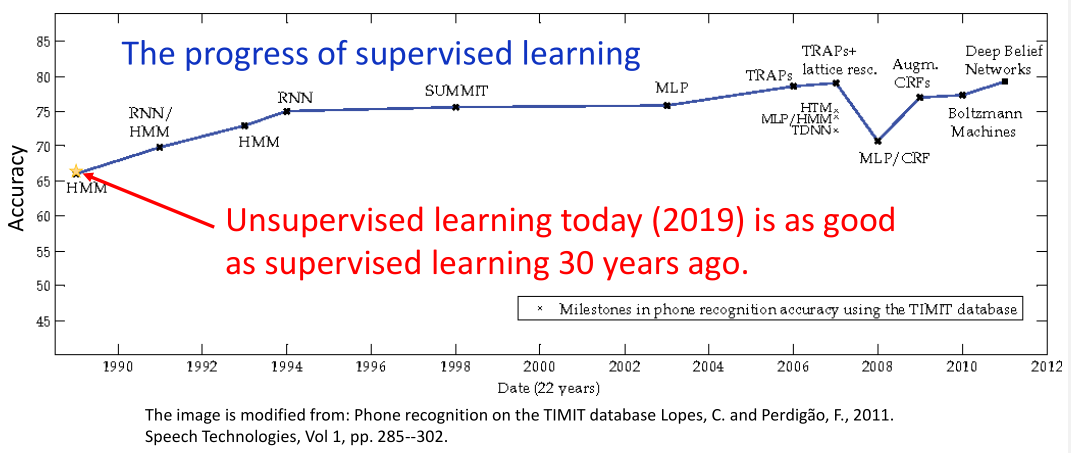 The progress of supervised learning
Accuracy
85
80
75
70
65
60
55
50
45
HMM
RNN/
HMM
HMM
RNN
SUMMIT
MLP
TRAPs
TRAPs+
lattice resc.
HTM
MLP/HMM
TDNN
MLP/CRF
Augm.
CRFs
Boltzmann
Machines
Deep Belief
Networks
Unsupervised learning today (2019) is as good
as supervised learning 30 years ago.
Milestones in phone recognition accuracy using the TIMIT database
1990 1992 1994 1996 1998 2000 2002 2004 2006 2008 2010 2012
Date (22 years)
The image is modified from: Phone recognition on the TIMIT database Lopes, C. and Perdigão, F., 2011.
Speech Technologies, Vol 1, pp. 285--302.